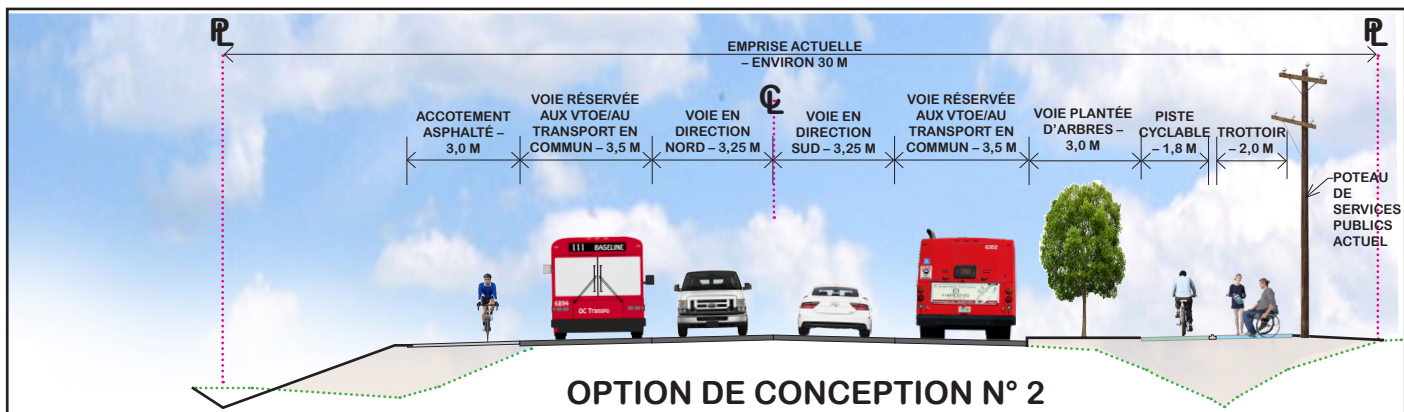 PL
PL
EMPRISE ACTUELLE
– ENVIRON 30 M
CL
ACCOTEMENT
ASPHALTÉ –
3,0 M
VOIE RÉSERVÉE
AUX VTOE/AU
TRANSPORT EN
COMMUN – 3,5 M
VOIE EN
DIRECTION
NORD – 3,25 M
VOIE EN
DIRECTION
SUD – 3,25 M
VOIE RÉSERVÉE
AUX VTOE/AU
TRANSPORT EN
COMMUN – 3,5 M
VOIE PLANTÉE
D'ARBRES –
3,0 M
PISTE
CYCLABLE
– 1,8 M
TROTTOIR
– 2,0 M
POTEAU
DE
SERVICES
PUBLICS
ACTUEL
111 BASELINE
6694
OC Transpo
OPTION DE CONCEPTION N° 2